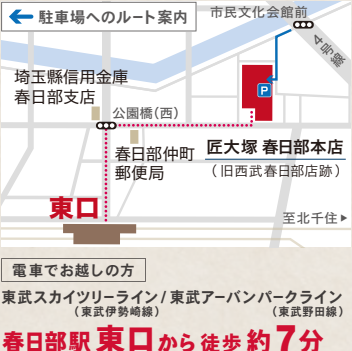 駐車場へのルート案内
市民文化会館前
4号線
P
埼玉縣信用金庫
春日部支店
公園橋(西)
春日部仲町
郵便局
匠大塚 春日部本店
(旧西武春日部店跡)
東口
至北千住▶
電車でお越しの方
東武スカイツリーライン/東武アーバンパークライン
(東武伊勢崎線) (東武野田線)
春日部駅 東口 から 徒歩 約7分